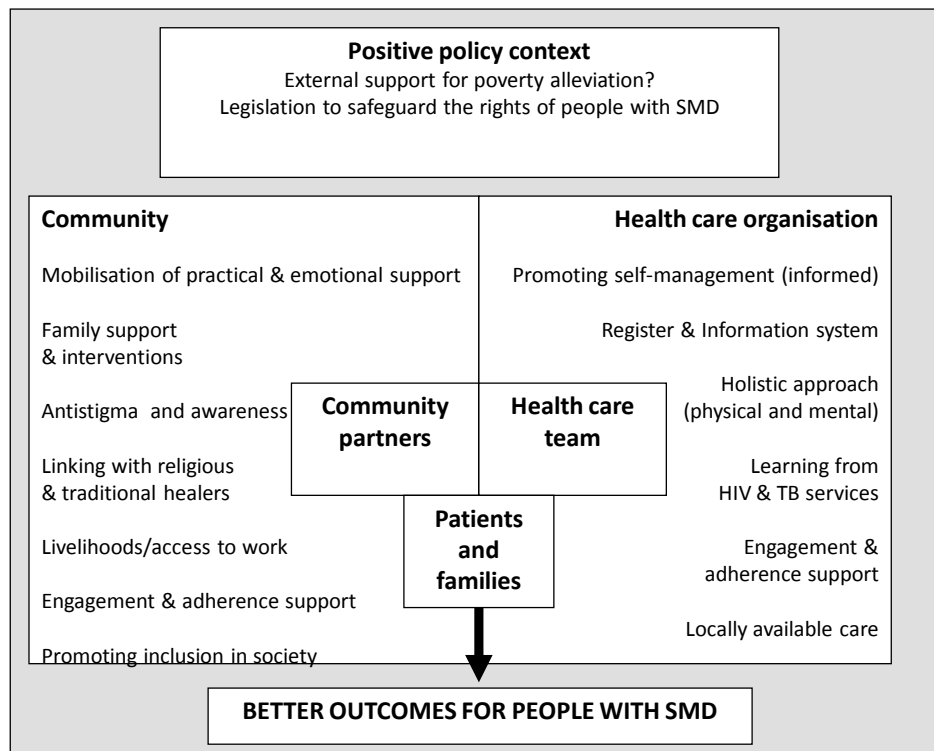 Positive policy context
External support for poverty alleviation?
Legislation to safeguard the rights of people with SMD
Community
Mobilisation of practical & emotional support
Family support
& interventions
Antistigma and awareness
Linking with religious
& traditional healers
Livelihoods/access to work
Engagement & adherence support
Promoting inclusion in society
Health care organisation
Promoting self-management (informed)
Register & Information system
Holistic approach
(physical and mental)
Learning from
HIV & TB services
Engagement &
adherence support
Locally available care
Community
partners
Health care
team
Patients
and
families
BETTER OUTCOMES FOR PEOPLE WITH SMD